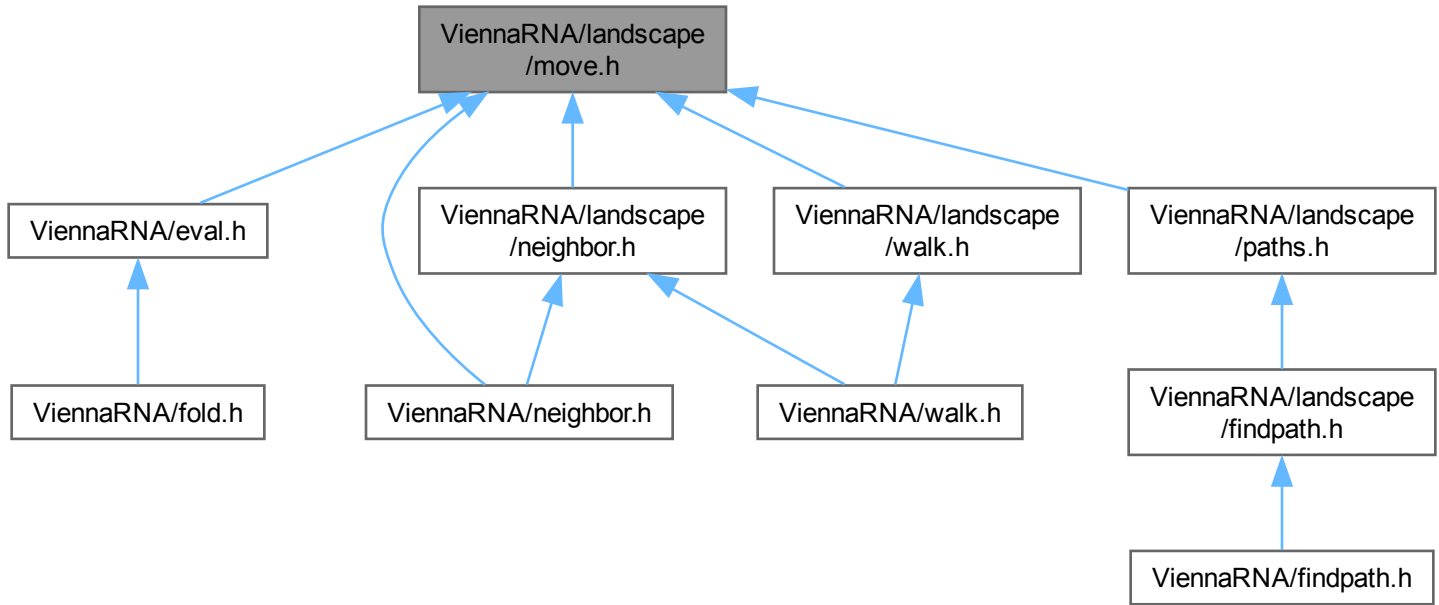 ViennaRNA/landscape
/move.h
ViennaRNA/eval.h
ViennaRNA/landscape
/neighbor.h
ViennaRNA/landscape
/walk.h
ViennaRNA/landscape
/paths.h
ViennaRNA/fold.h
ViennaRNA/neighbor.h
ViennaRNA/walk.h
ViennaRNA/landscape
/findpath.h
ViennaRNA/findpath.h